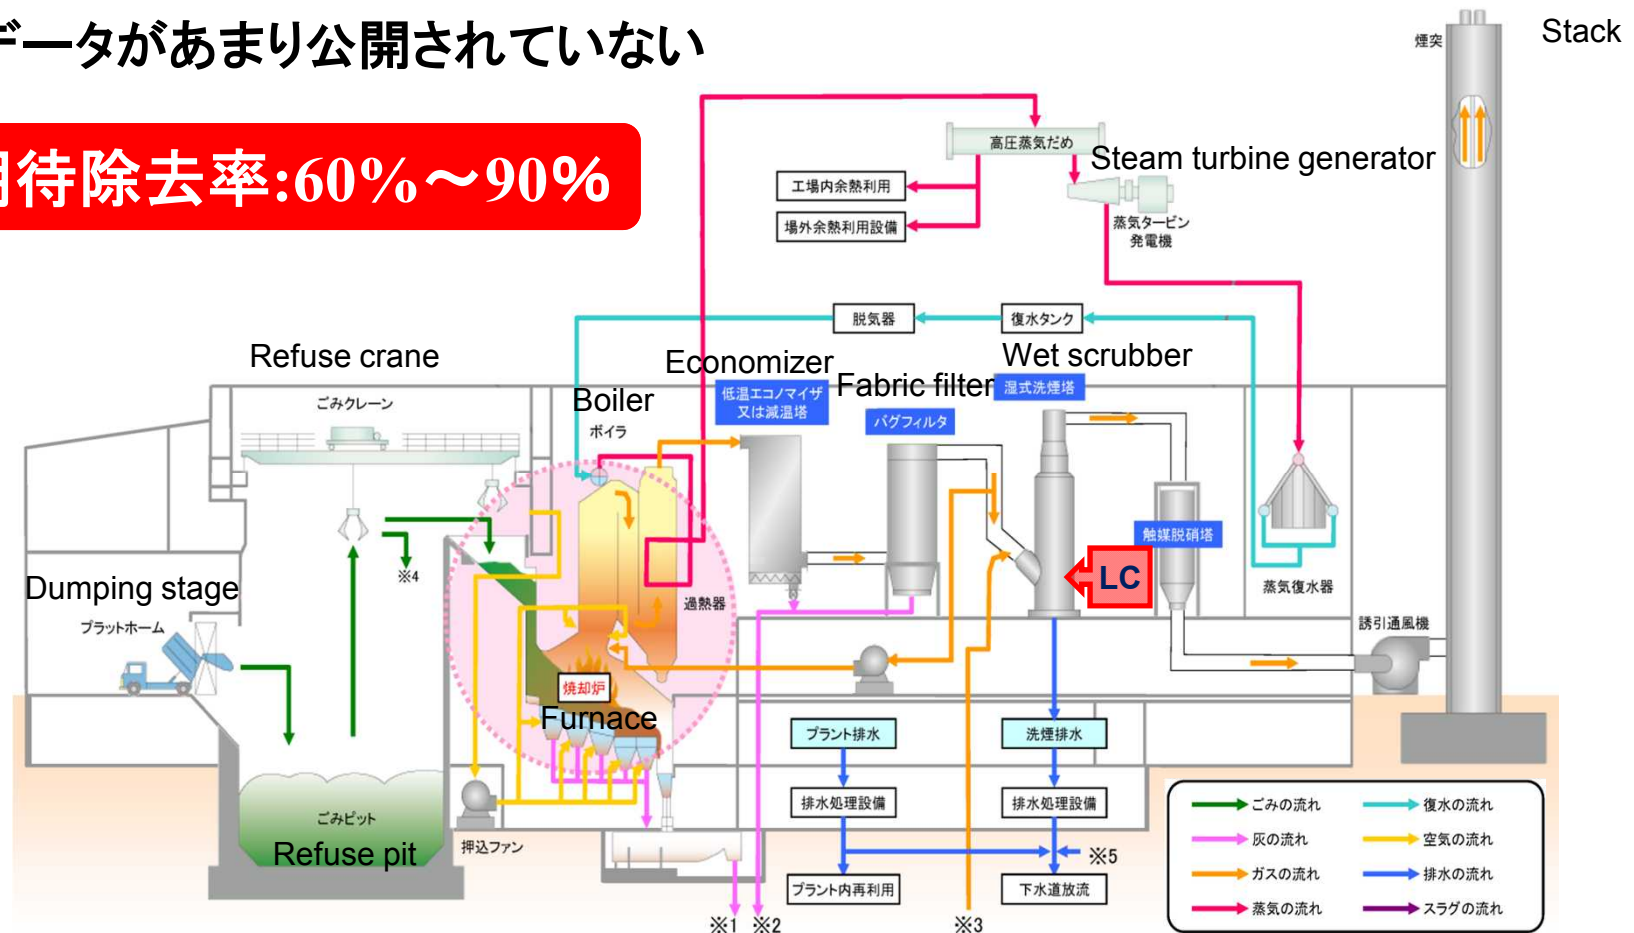 データがあまり公開されていない
期待除去率:60%～90%
煙突
Stack
高圧蒸気だめ
Steam turbine generator
工場内余熱利用
場外余熱利用設備
蒸気タービン
発電機
脱気器
復水タンク
Refuse crane
Economizer
Wet scrubber
ごみクレーン
Boiler
ボイラ
低温エコノマイザ
又は減温塔
Fabric filter
バグフィルタ
湿式洗煙塔
触媒脱硝塔
※4
LC
蒸気復水器
Dumping stage
プラットホーム
過熱器
誘引通風機
焼却炉
Furnace
プラント排水
洗煙排水
ごみピット
Refuse pit
押込ファン
排水処理設備
排水処理設備
※5
プラント内再利用
下水道放流
※1
※2
※3
ごみの流れ
復水の流れ
灰の流れ
空気の流れ
ガスの流れ
排水の流れ
蒸気の流れ
スラグの流れ